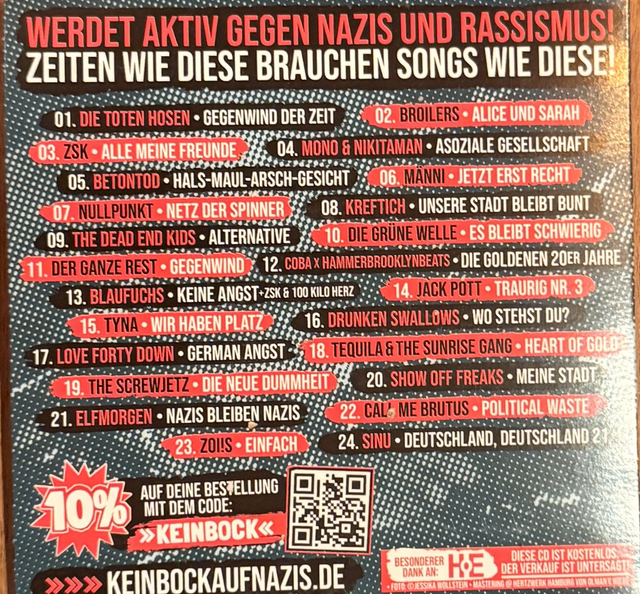 WERDET AKTIV GEGEN NAZIS UND RASSISMUS!
ZEITEN WIE DIESE BRAUCHEN SONGS WIE DIESE!
01. DIE TOTEN HOSEN • GEGENWIND DER ZEIT
02. BROILERS • ALICE UND SARAH
03. ZSK • ALLE MEINE FREUNDE
04. MONO & NIKITAMAN • ASOZIALE GESELLSCHAFT
05. BETONTOD • HALS-MAUL-ARSCH-GESICHT
06. MÄNNI • JETZT ERST RECHT
07. NULLPUNKT • NETZ DER SPINNER
08. KREFTICH • UNSERE STADT BLEIBT BUNT
09. THE DEAD END KIDS • ALTERNATIVE
10. DIE GRÜNE WELLE • ES BLEIBT SCHWIERIG
11. DER GANZE REST • GEGENWIND
12. COBA X HAMMERBROOKLYNBEATS • DIE GOLDENEN 20ER JAHRE
13. BLAUFUCHS • KEINE ANGST +ZSK & 100 KILO HERZ
14. JACK POTT • TRAURIG NR. 3
15. TYNA • WIR HABEN PLATZ
16. DRUNKEN SWALLOWS • WO STEHST DU?
17. LOVE FORTY DOWN • GERMAN ANGST
18. TEQUILA & THE SUNRISE GANG • HEART OF GOLD
19. THE SCREWJETZ • DIE NEUE DUMMHEIT
20. SHOW OFF FREAKS • MEINE STADT
21. ELFMORGEN • NAZIS BLEIBEN NAZIS
22. CALL ME BRUTUS • POLITICAL WASTE
23. ZOI!S • EINFACH
24. SINU • DEUTSCHLAND, DEUTSCHLAND 21
10%
AUF DEINE BESTELLUNG
MIT DEM CODE:
»KEINBOCK«
>>> KEINBOCKAUFNAZIS.DE
BESONDERER
DANK AN:
H•E
DIESE CD IST KOSTENLOS.
DER VERKAUF IST UNTERSAGT!
• FOTO: ©JESSIKA WOLLSTEIN • MASTERING @ HERTZWERK HAMBURG VON